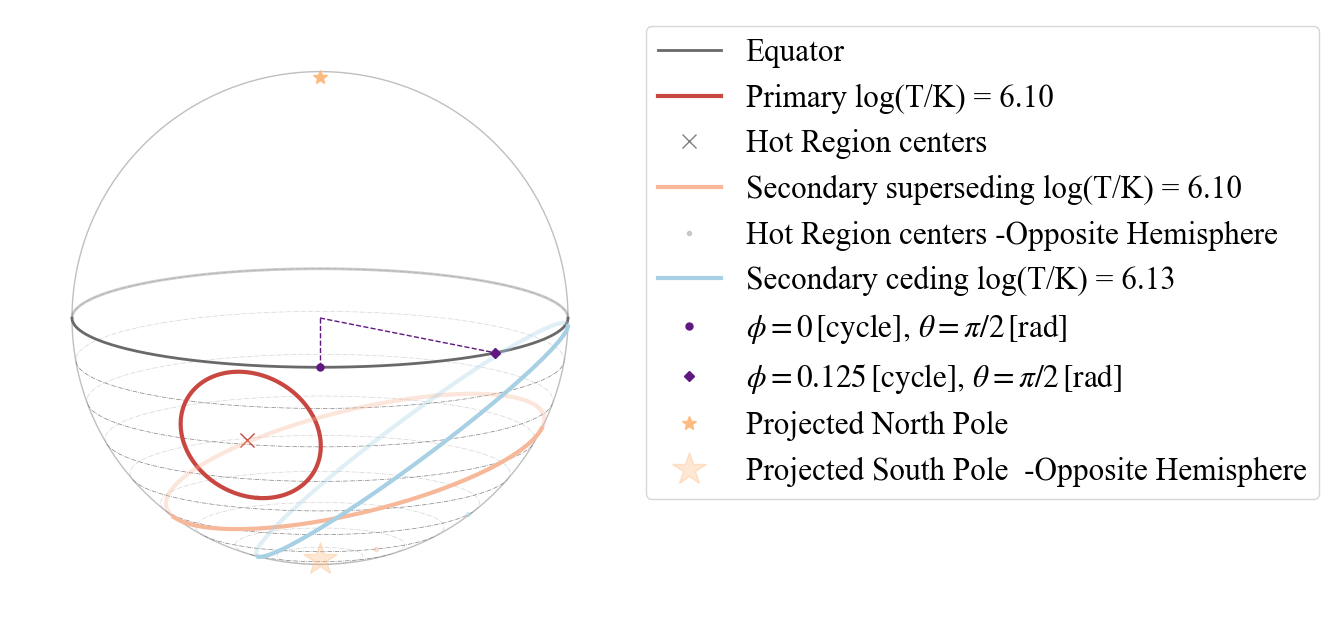 Equator
Primary log(T/K) = 6.10
Hot Region centers
Secondary superseding log(T/K) = 6.10
Hot Region centers -Opposite Hemisphere
Secondary ceding log(T/K) = 6.13
ϕ = 0 [cycle], θ = π/2 [rad]
ϕ = 0.125 [cycle], θ = π/2 [rad]
Projected North Pole
Projected South Pole  -Opposite Hemisphere